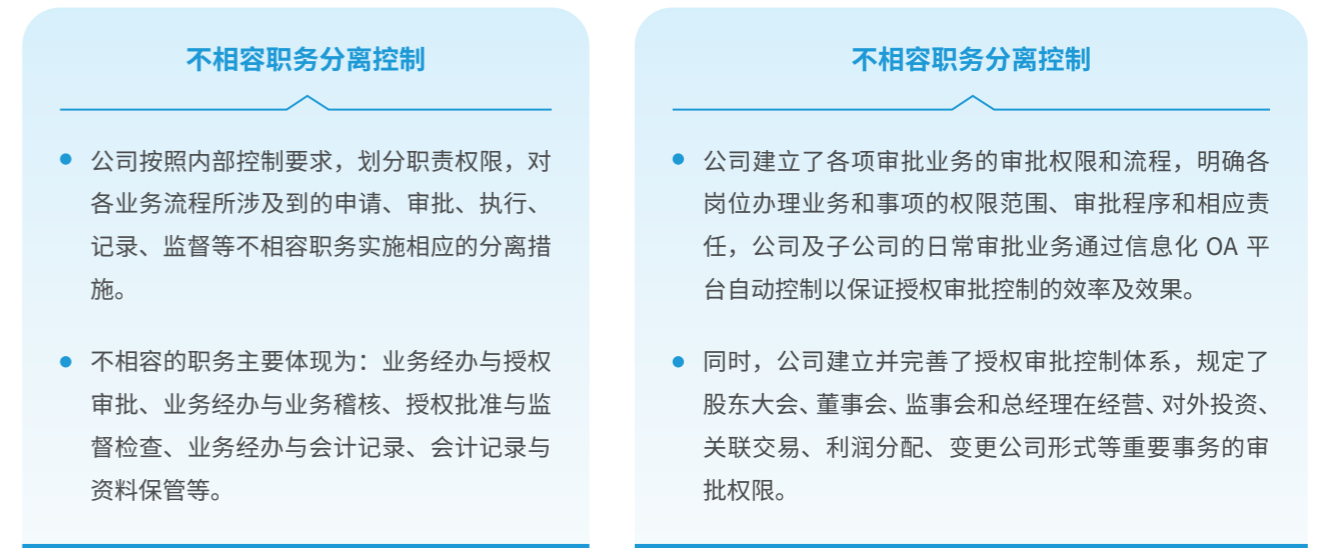 不相容职务分离控制
公司按照内部控制要求，划分职责权限，对
各业务流程所涉及到的申请、审批、执行、
记录、监督等不相容职务实施相应的分离措
施。
不相容的职务主要体现为：业务经办与授权
审批、业务经办与业务稽核、授权批准与监
督检查、业务经办与会计记录、会计记录与
资料保管等。
不相容职务分离控制
公司建立了各项审批业务的审批权限和流程，明确各
岗位办理业务和事项的权限范围、审批程序和相应责
任，公司及子公司的日常审批业务通过信息化 OA 平
台自动控制以保证授权审批控制的效率及效果。
同时，公司建立并完善了授权审批控制体系，规定了
股东大会、董事会、监事会和总经理在经营、对外投资、
关联交易、利润分配、变更公司形式等重要事务的审
批权限。